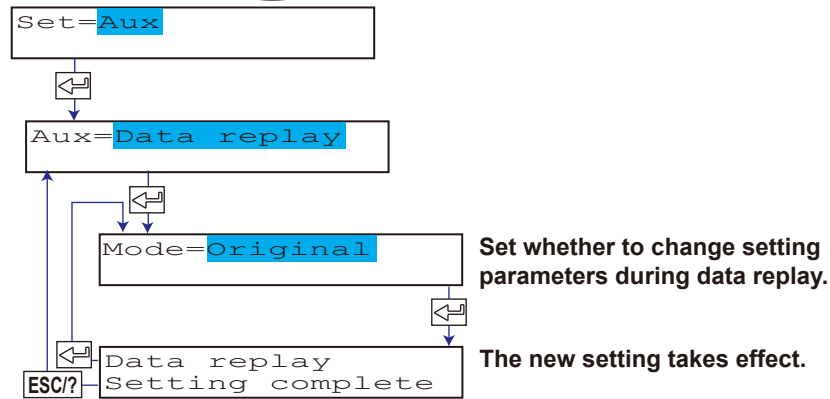 Set=Aux
Aux=Data replay
Mode=Original
Set whether to change setting
parameters during data replay.
Data replay
Setting complete
The new setting takes effect.
ESC/?